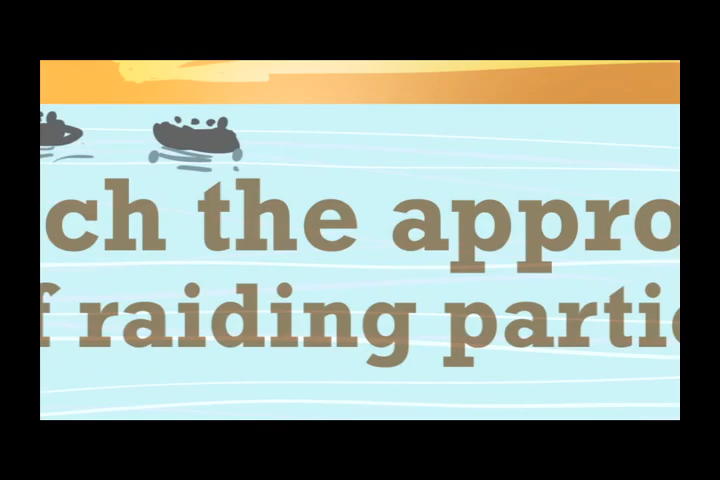 ch the appro
f raiding partie